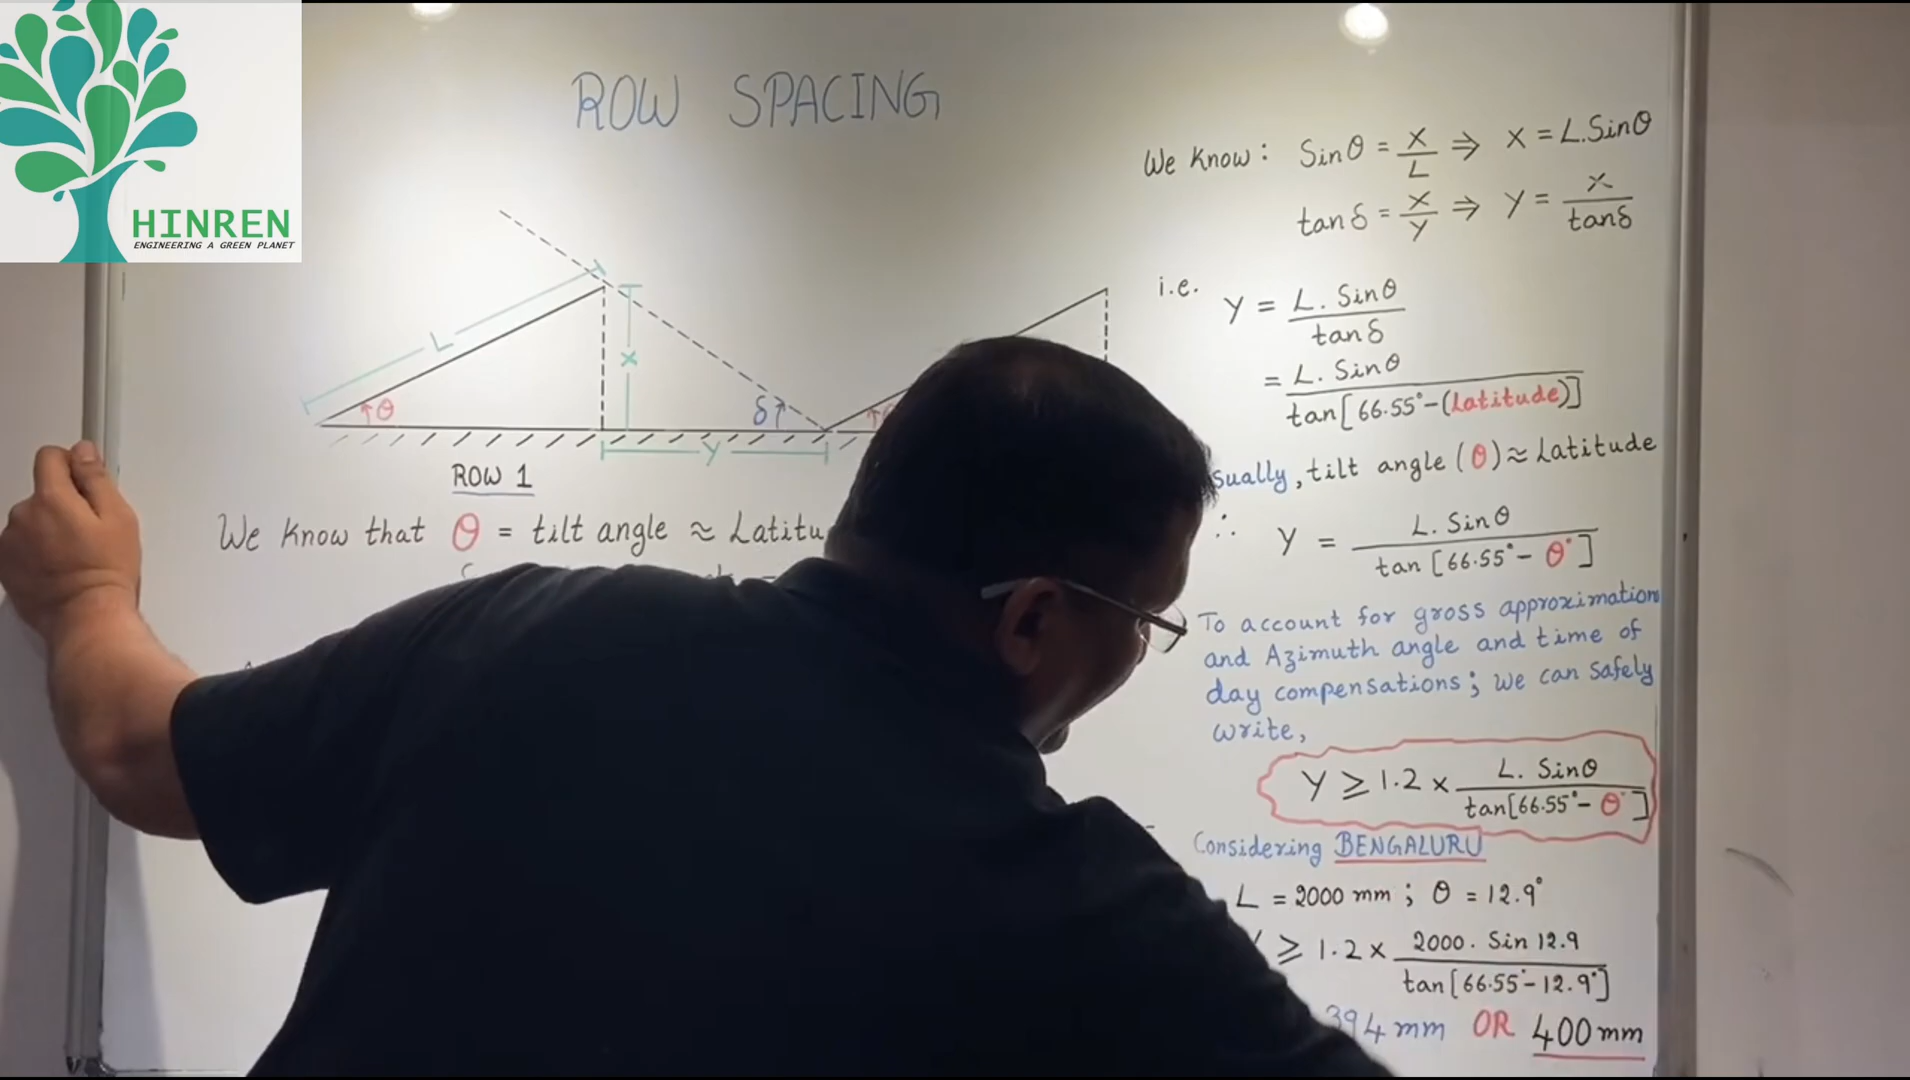 HINREN
ENGINEERING A GREEN PLANET
ROW SPACING
L
X
θ
δ
Y
ROW 1
We know that θ = tilt angle ≈
We know: Sinθ = X/L ⇒ X = L.Sinθ
tanδ = X/Y ⇒ Y = X/tanδ
i.e. Y = L. Sinθ / tanδ
= L. Sinθ / tan[66.55°-(Latitude)]
, tilt angle (θ) ≈ Latitude
∴ Y = L. Sinθ / tan [66.55°- θ°]
To account for gross approximation
and Azimuth angle and time of
day compensations; we can safely
write,
Y ≥ 1.2 × L. Sinθ / tan[66.55°- θ°]
Considering BENGALURU
L = 2000 mm ; θ = 12.9°
≥ 1.2 × 2000. Sin 12.9 / tan[66.55°-12.9°]
394 mm OR 400 mm